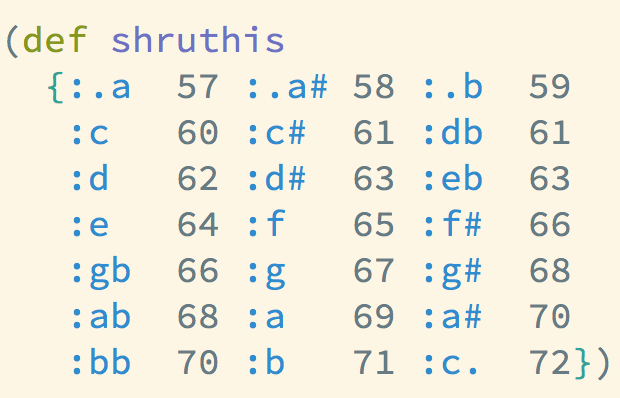 (def shruthis
  {:.a  57 :.a# 58 :.b  59
   :c   60 :c#  61 :db  61
   :d   62 :d#  63 :eb  63
   :e   64 :f   65 :f#  66
   :gb  66 :g   67 :g#  68
   :ab  68 :a   69 :a#  70
   :bb  70 :b   71 :c.  72})